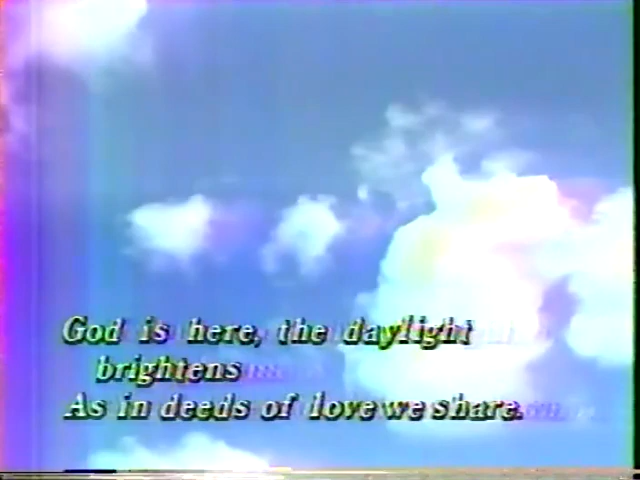 God is here, the daylight
brightens
As in deeds of love we share.